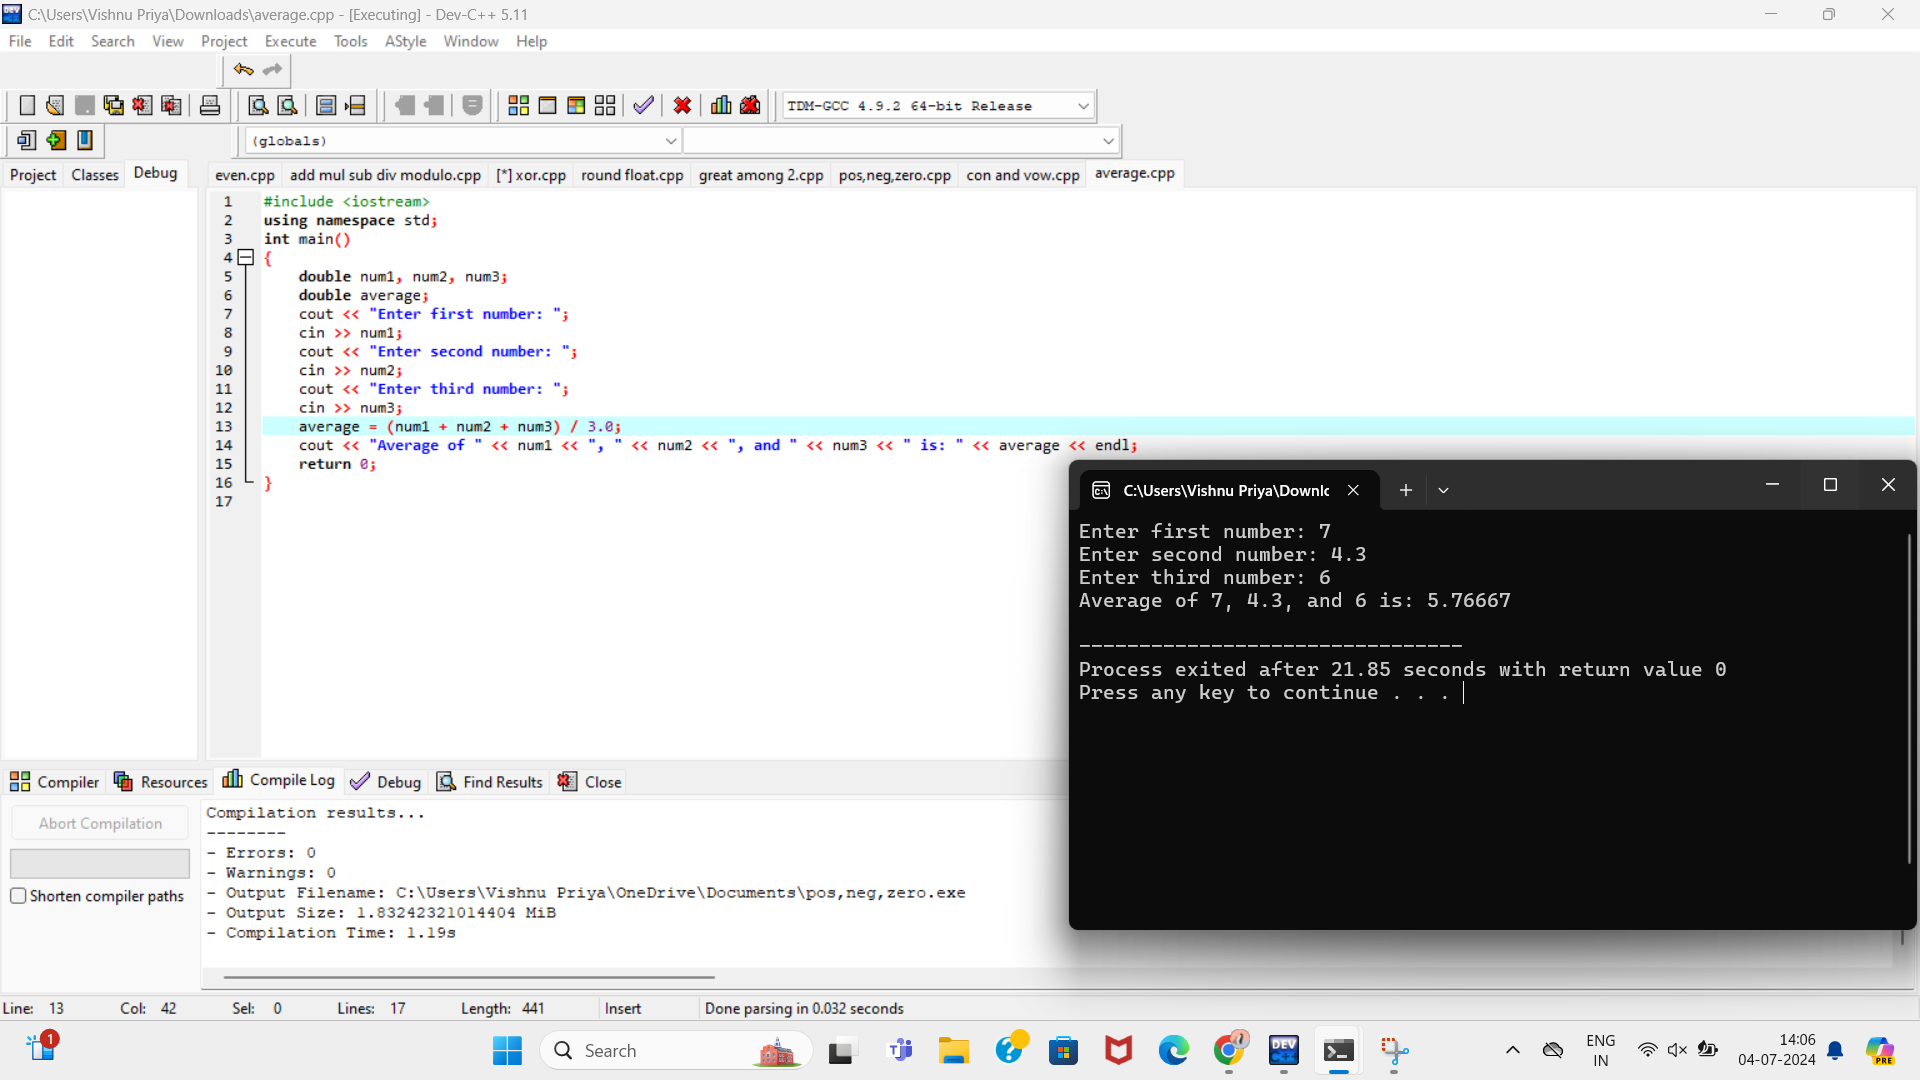 C:\Users\Vishnu Priya\Downloads\average.cpp - [Executing] - Dev-C++ 5.11
File Edit Search View Project Execute Tools AStyle Window Help
TDM-GCC 4.9.2 64-bit Release
(globals)
Project Classes Debug
even.cpp add mul sub div modulo.cpp [*] xor.cpp round float.cpp great among 2.cpp pos,neg,zero.cpp con and vow.cpp average.cpp
1 #include <iostream>
2 using namespace std;
3 int main()
4 {
5 double num1, num2, num3;
6 double average;
7 cout << "Enter first number: ";
8 cin >> num1;
9 cout << "Enter second number: ";
10 cin >> num2;
11 cout << "Enter third number: ";
12 cin >> num3;
13 average = (num1 + num2 + num3) / 3.0;
14 cout << "Average of " << num1 << ", " << num2 << ", and " << num3 << " is: " << average << endl;
15 return 0;
16 }
17
C:\Users\Vishnu Priya\Downlo
Enter first number: 7
Enter second number: 4.3
Enter third number: 6
Average of 7, 4.3, and 6 is: 5.76667
--------------------------------
Process exited after 21.85 seconds with return value 0
Press any key to continue . . .
Compiler Resources Compile Log Debug Find Results Close
Abort Compilation
Shorten compiler paths
Compilation results...
--------
- Errors: 0
- Warnings: 0
- Output Filename: C:\Users\Vishnu Priya\OneDrive\Documents\pos,neg,zero.exe
- Output Size: 1.83242321014404 MiB
- Compilation Time: 1.19s
Line: 13 Col: 42 Sel: 0 Lines: 17 Length: 441 Insert Done parsing in 0.032 seconds
1
Search
DEV
PRE
ENG
IN
14:06
04-07-2024